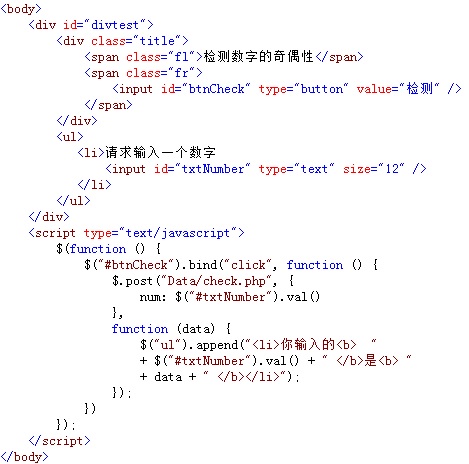 <body>
    <div id="divtest">
        <div class="title">
            <span class="fl">检测数字的奇偶性</span>
            <span class="fr">
                <input id="btnCheck" type="button" value="检测" />
            </span>
        </div>
        <ul>
           <li>请求输入一个数字
               <input id="txtNumber" type="text" size="12" />
           </li>
        </ul>
    </div>
    <script type="text/javascript">
        $(function () {
            $("#btnCheck").bind("click", function () {
                $.post("Data/check.php", {
                    num: $("#txtNumber").val()
                },
                function (data) {
                    $("ul").append("<li>你输入的<b>  "
                    + $("#txtNumber").val() + " </b>是<b> "
                    + data + " </b></li>");
                });
            })
        });
    </script>
</body>